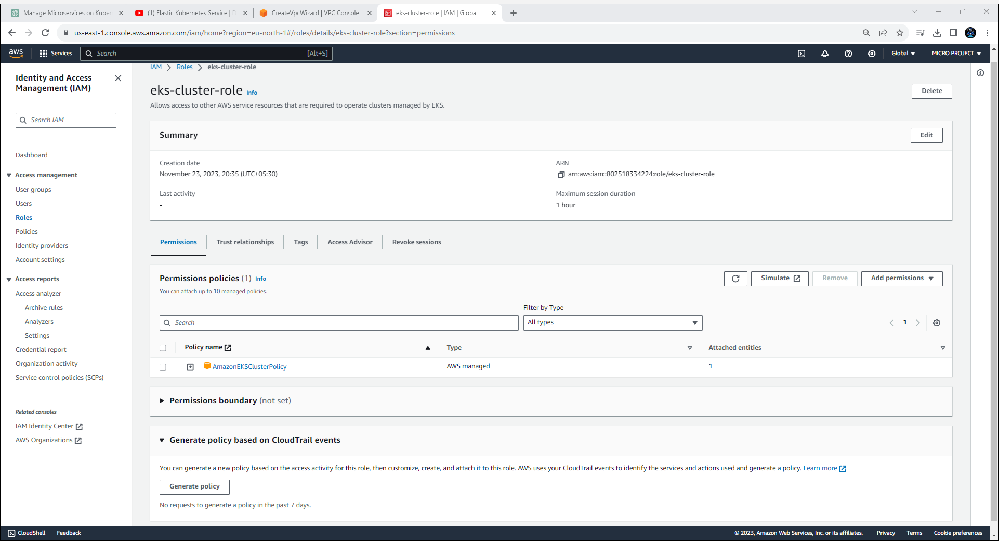 Manage Microservices on Kuber
(1) Elastic Kubernetes Service | D
CreateVpcWizard | VPC Console
eks-cluster-role | IAM | Global
us-east-1.console.aws.amazon.com/iam/home?region=eu-north-1#/roles/details/eks-cluster-role?section=permissions
aws
Services
Search
[Alt+S]
Global
MICRO PROJECT
Identity and Access
Management (IAM)
Search IAM
Dashboard
Access management
User groups
Users
Roles
Policies
Identity providers
Account settings
Access reports
Access analyzer
Archive rules
Analyzers
Settings
Credential report
Organization activity
Service control policies (SCPs)
Related consoles
IAM Identity Center
AWS Organizations
IAM
Roles
eks-cluster-role
eks-cluster-role Info
Delete
Allows access to other AWS service resources that are required to operate clusters managed by EKS.
Summary
Edit
Creation date
November 23, 2023, 20:35 (UTC+05:30)
ARN
arn:aws:iam::802518334224:role/eks-cluster-role
Last activity
-
Maximum session duration
1 hour
Permissions
Trust relationships
Tags
Access Advisor
Revoke sessions
Permissions policies (1) Info
You can attach up to 10 managed policies.
Simulate
Remove
Add permissions
Filter by Type
Search
All types
1
Policy name
Type
Attached entities
AmazonEKSClusterPolicy
AWS managed
1
Permissions boundary (not set)
Generate policy based on CloudTrail events
You can generate a new policy based on the access activity for this role, then customize, create, and attach it to this role. AWS uses your CloudTrail events to identify the services and actions used and generate a policy. Learn more
Generate policy
No requests to generate a policy in the past 7 days.
CloudShell
Feedback
© 2023, Amazon Web Services, Inc. or its affiliates.
Privacy
Terms
Cookie preferences